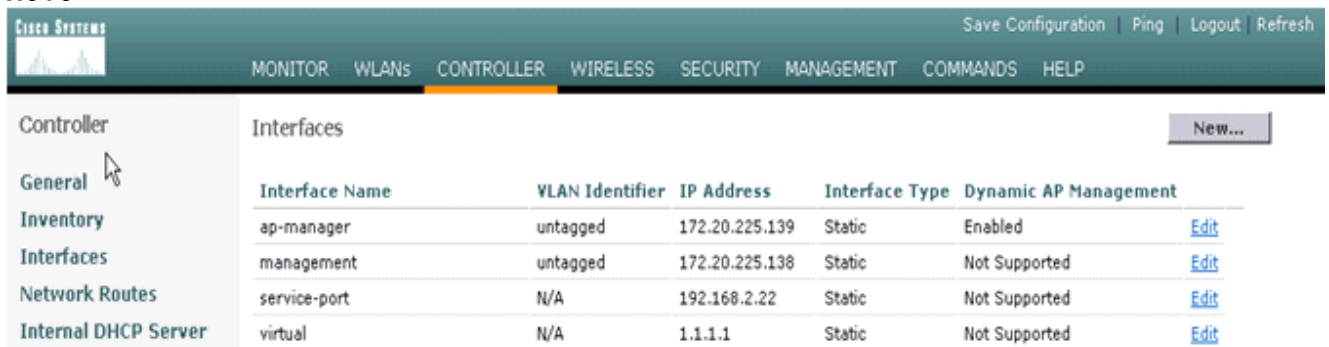 CISCO SYSTEMS
Save Configuration | Ping | Logout | Refresh
MONITOR WLANs CONTROLLER WIRELESS SECURITY MANAGEMENT COMMANDS HELP
Controller
General
Inventory
Interfaces
Network Routes
Internal DHCP Server
Interfaces
New...
Interface Name VLAN Identifier IP Address Interface Type Dynamic AP Management
ap-manager untagged 172.20.225.139 Static Enabled Edit
management untagged 172.20.225.138 Static Not Supported Edit
service-port N/A 192.168.2.22 Static Not Supported Edit
virtual N/A 1.1.1.1 Static Not Supported Edit